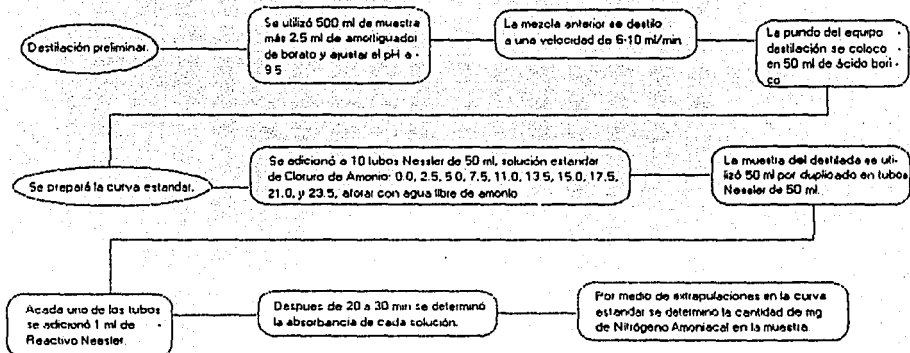 Destilación preliminar.
Se utilizó 500 ml de muestra
más 2.5 ml de amortiguador
de borato y ajustar el pH a -
9.5
La mezcla anterior se destilo
a una velocidad de 6-10 ml/min.
La punda del equipo
destilación se coloco
en 50 ml de ácido bori-
co
Se prepará la curva estandar.
Se adicionó a 10 tubos Nessler de 50 ml, solución estandar
de Cloruro de Amonio: 0.0, 2.5, 5.0, 7.5, 11.0, 13.5, 15.0, 17.5,
21.0, y 23.5, aforar con agua libre de amonio
La muestra del destilada se uti-
lizó 50 ml por duplicado en tubos
Nessler de 50 ml.
Acada uno de los tubos
se adicionó 1 ml de
Reactivo Nessler.
Despues de 20 a 30 min se determinó
la absorbancia de cada solución.
Por medio de extrapulaciones en la curva
estandar se determino la cantidad de mg
de Nitrógeno Amoniacal en la muestra.